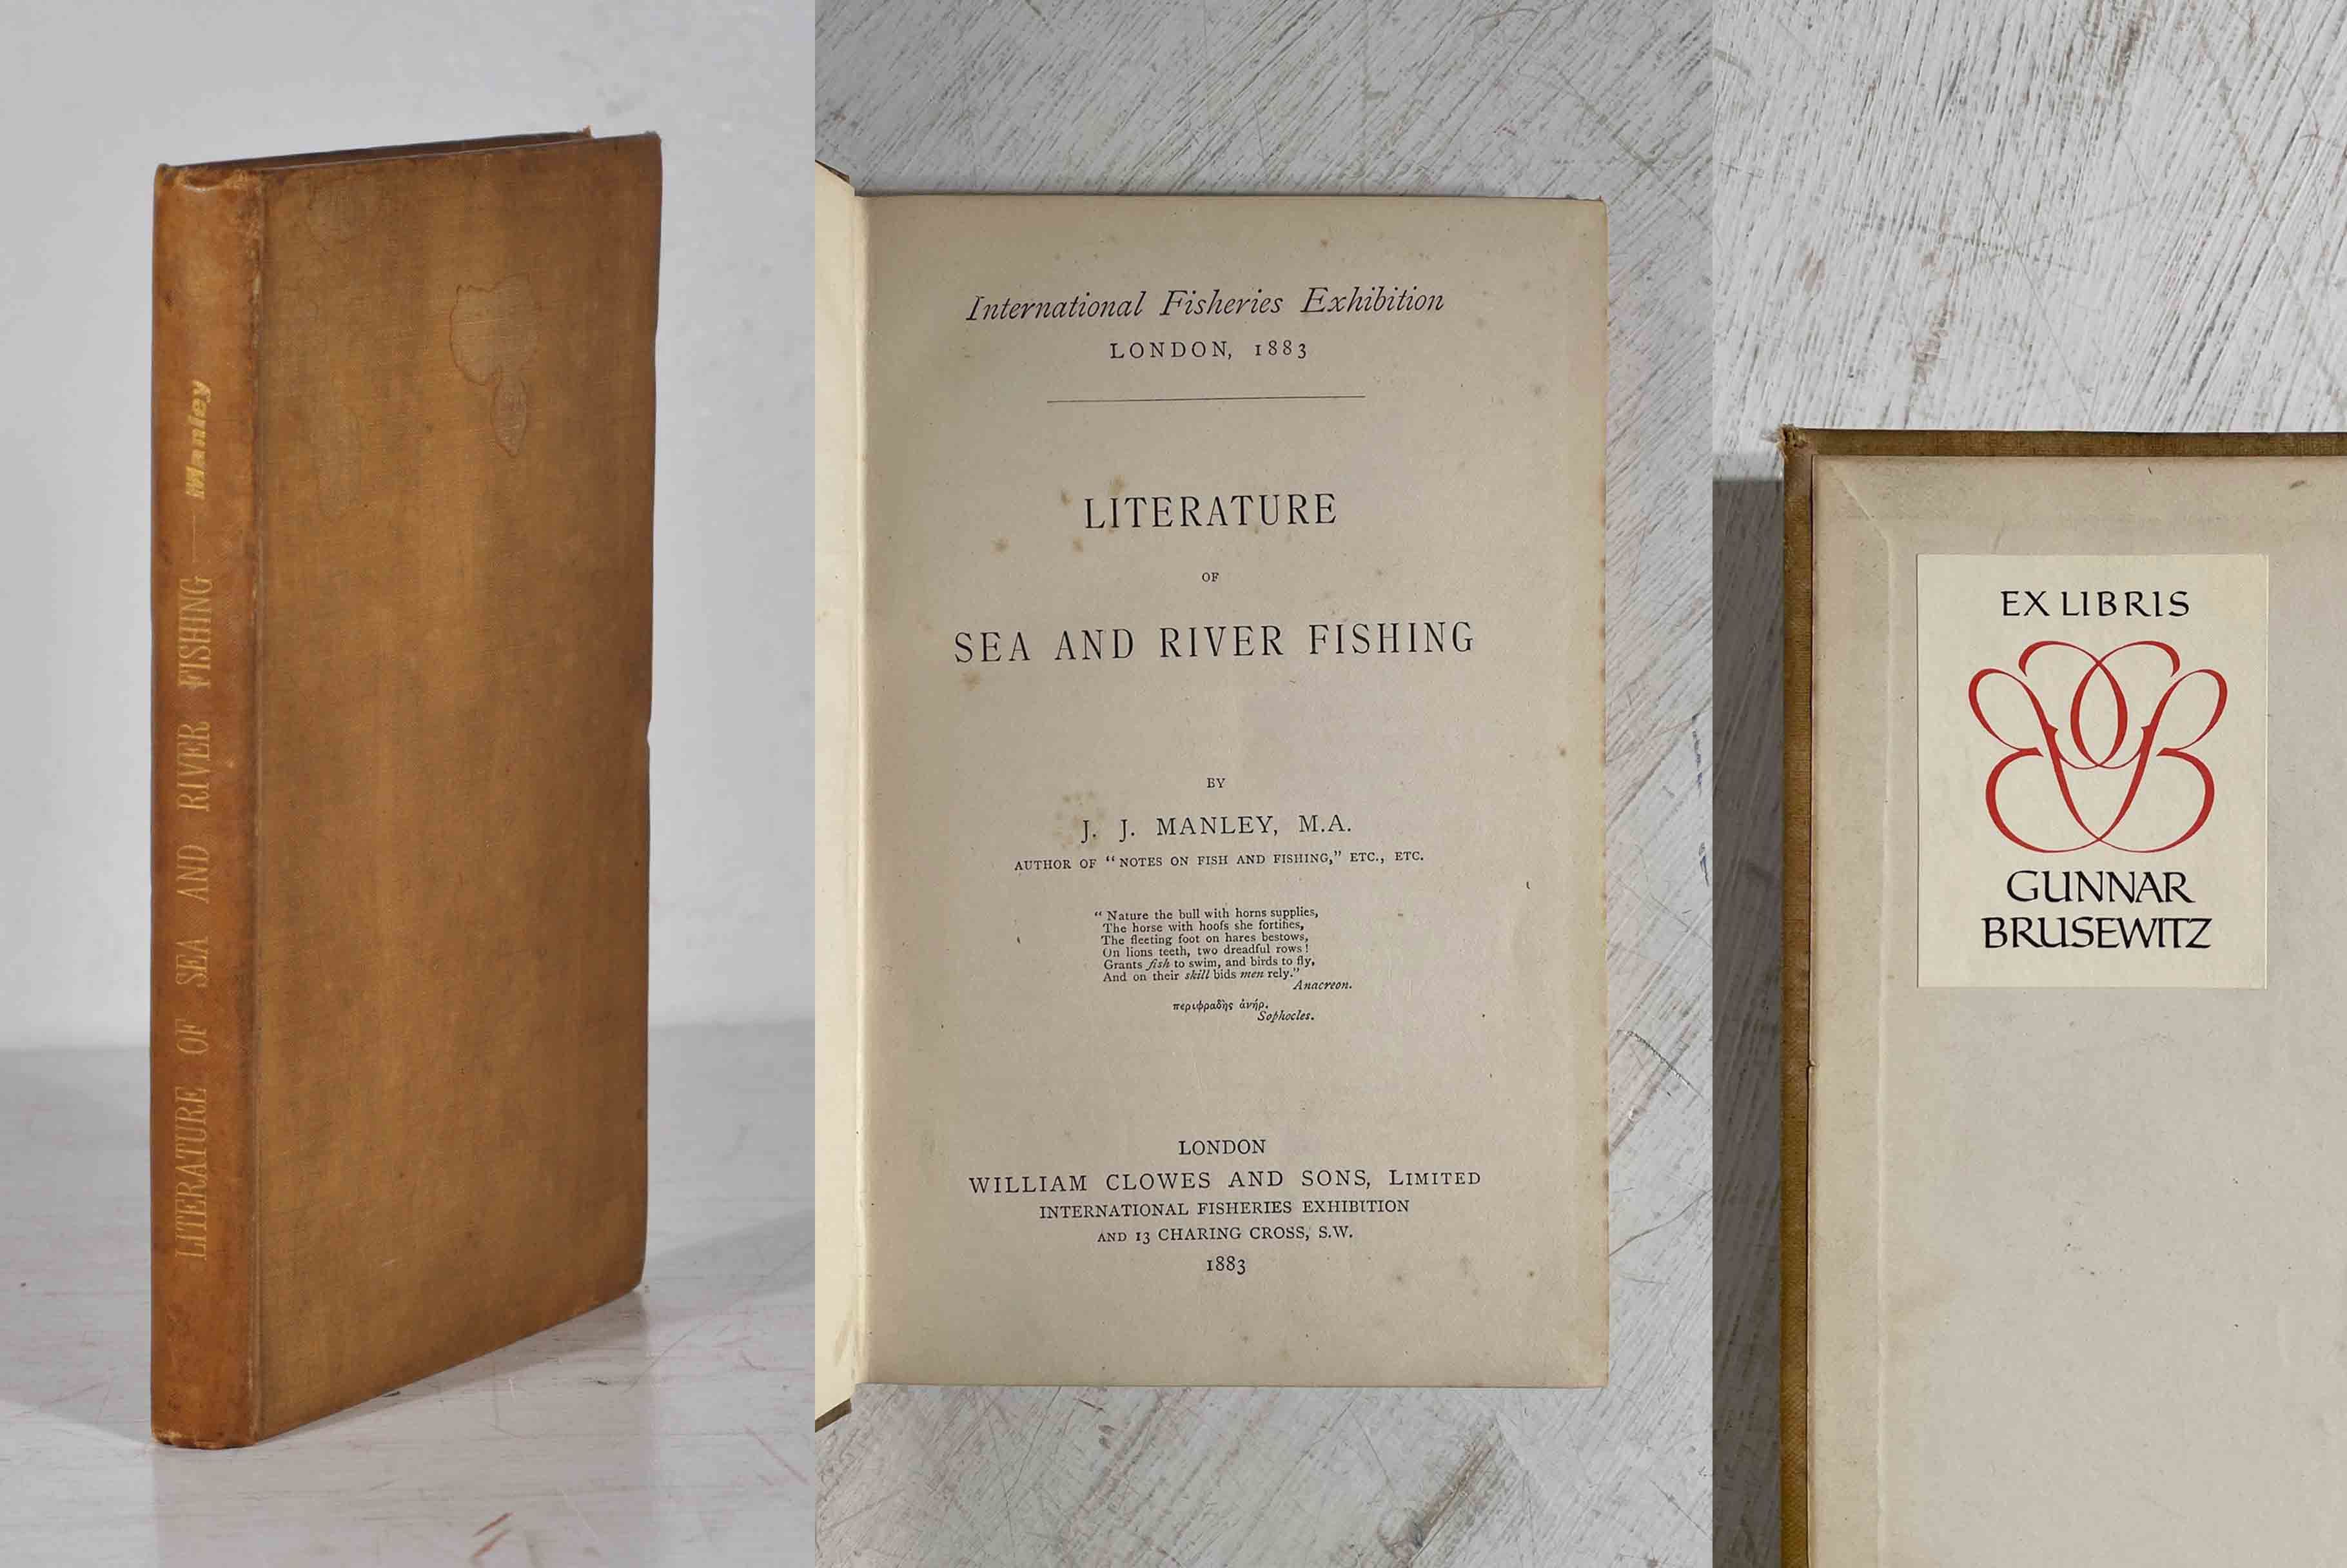 LITERATURE OF SEA AND RIVER FISHING — Manley
International Fisheries Exhibition
LONDON, 1883
LITERATURE
OF
SEA AND RIVER FISHING
BY
J. J. MANLEY, M.A.
AUTHOR OF “NOTES ON FISH AND FISHING,” ETC., ETC.
“Nature the bull with horns supplies,
The horse with hoofs she fortifies,
The fleeting foot on hares bestows,
On lions teeth, two dreadful rows!
Grants fish to swim, and birds to fly,
And on their skill bids men rely.”
Anacreon.
περιφραδὴς ἀνήρ.
Sophocles.
LONDON
WILLIAM CLOWES AND SONS, LIMITED
INTERNATIONAL FISHERIES EXHIBITION
AND 13 CHARING CROSS, S.W.
1883
EX LIBRIS
GUNNAR
BRUSEWITZ